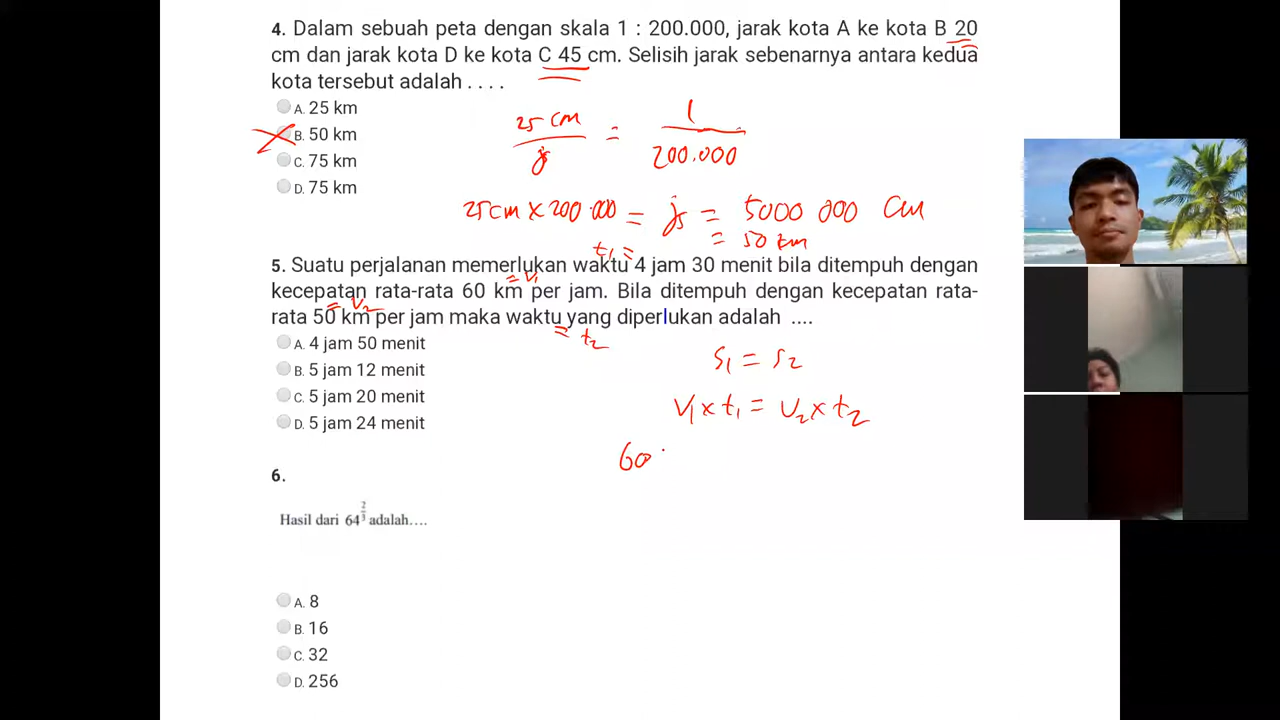 4. Dalam sebuah peta dengan skala 1 : 200.000, jarak kota A ke kota B 20
cm dan jarak kota D ke kota C 45 cm. Selisih jarak sebenarnya antara kedua
kota tersebut adalah . . . .
A. 25 km
B. 50 km
C. 75 km
D. 75 km
25 cm / js = 1 / 200.000
25 cm x 200.000 = js = 5000 000 cm
= 50 km
t1 =
5. Suatu perjalanan memerlukan waktu 4 jam 30 menit bila ditempuh dengan
= v1
kecepatan rata-rata 60 km per jam. Bila ditempuh dengan kecepatan rata-
= v2
rata 50 km per jam maka waktu yang diperlukan adalah ....
= t2
A. 4 jam 50 menit
B. 5 jam 12 menit
C. 5 jam 20 menit
D. 5 jam 24 menit
s1 = s2
v1 x t1 = v2 x t2
60
6.
Hasil dari 64^(2/3) adalah....
A. 8
B. 16
C. 32
D. 256